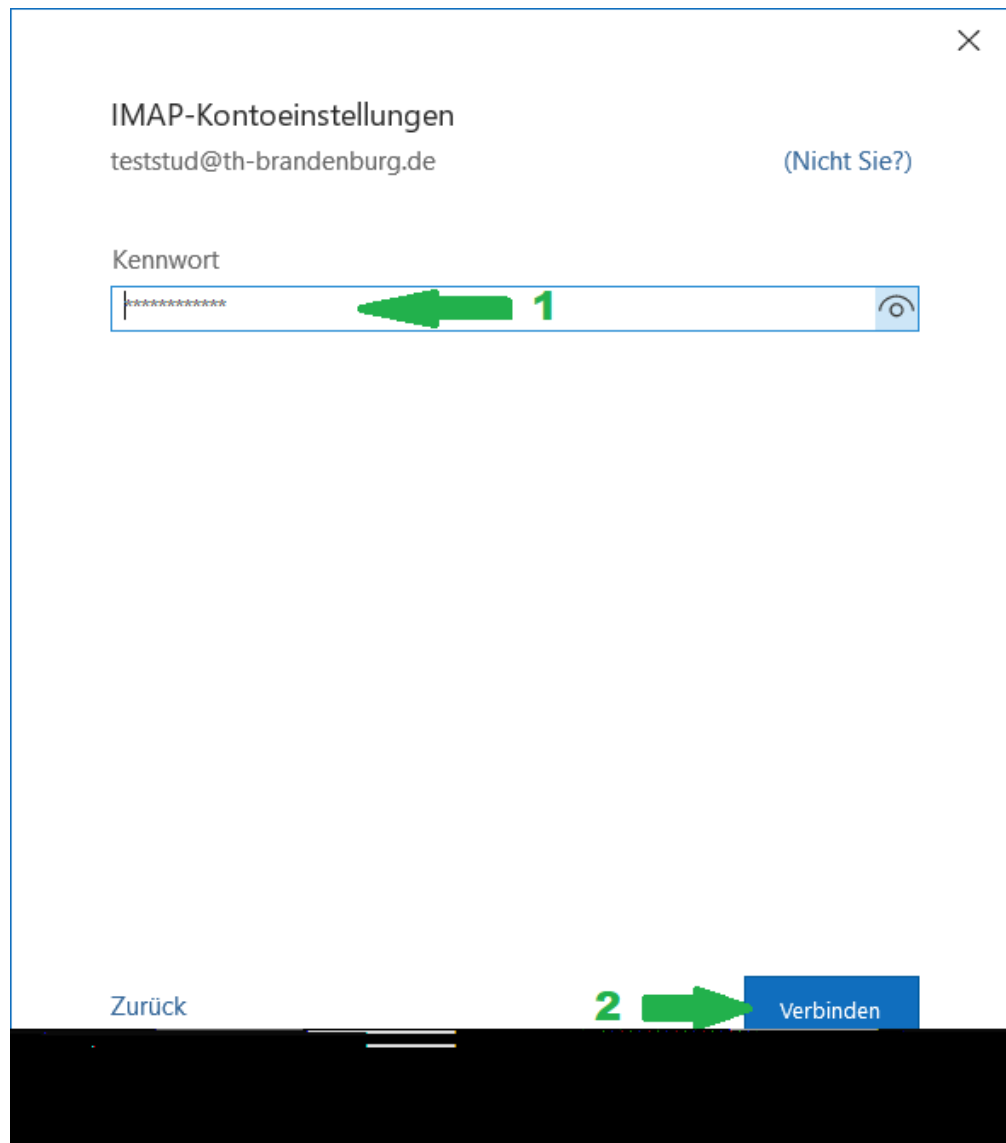 IMAP-Kontoeinstellungen
teststud@th-brandenburg.de (Nicht Sie?)
Kennwort
************ 1
Zurück 2 Verbinden